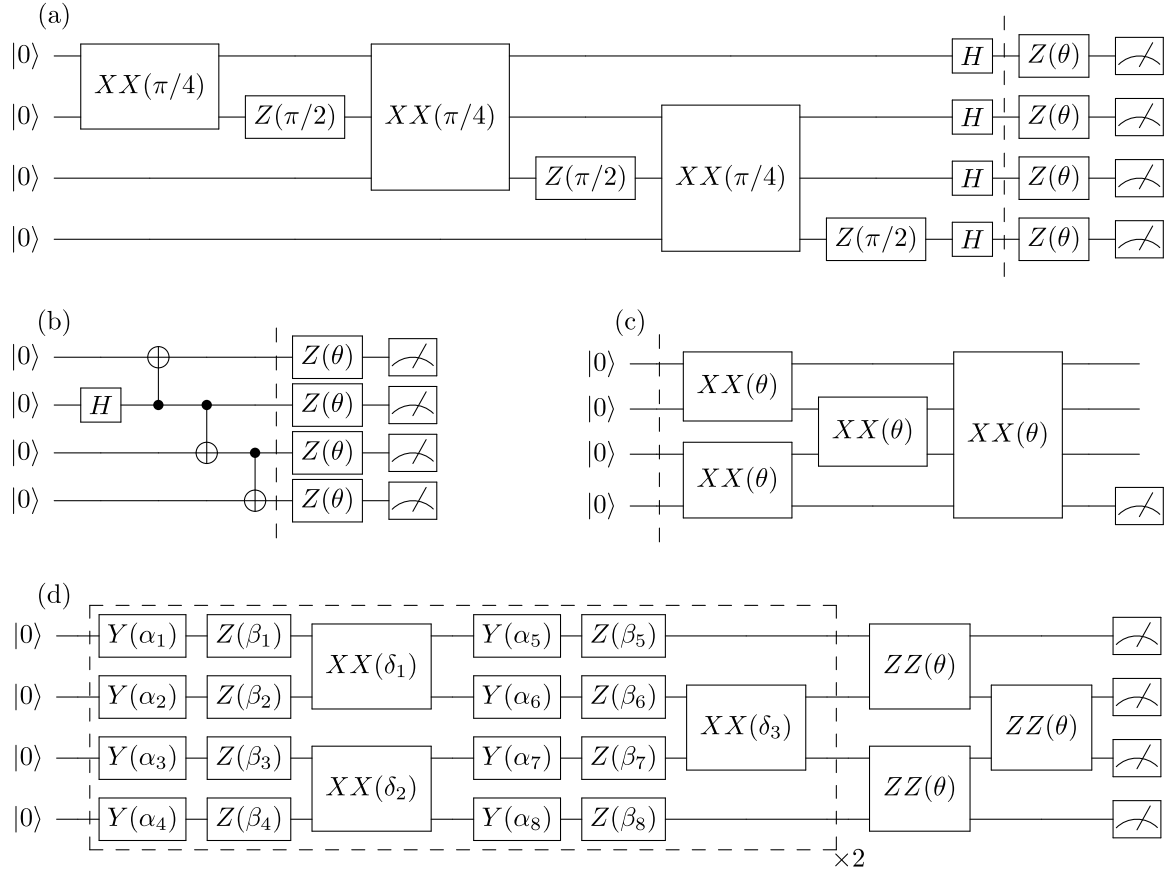 (a)
|0⟩ XX(π/4) XX(π/4) H Z(θ)
|0⟩ Z(π/2) XX(π/4) H Z(θ)
|0⟩ Z(π/2) H Z(θ)
|0⟩ Z(π/2) H Z(θ)
(b)
|0⟩ Z(θ)
|0⟩ H Z(θ)
|0⟩ Z(θ)
|0⟩ Z(θ)
(c)
|0⟩ XX(θ)
|0⟩ XX(θ) XX(θ)
|0⟩ XX(θ)
|0⟩
(d)
|0⟩ Y(α₁) Z(β₁) XX(δ₁) Y(α₅) Z(β₅) ZZ(θ)
|0⟩ Y(α₂) Z(β₂) Y(α₆) Z(β₆) XX(δ₃) ZZ(θ)
|0⟩ Y(α₃) Z(β₃) XX(δ₂) Y(α₇) Z(β₇) ZZ(θ)
|0⟩ Y(α₄) Z(β₄) Y(α₈) Z(β₈)
×2